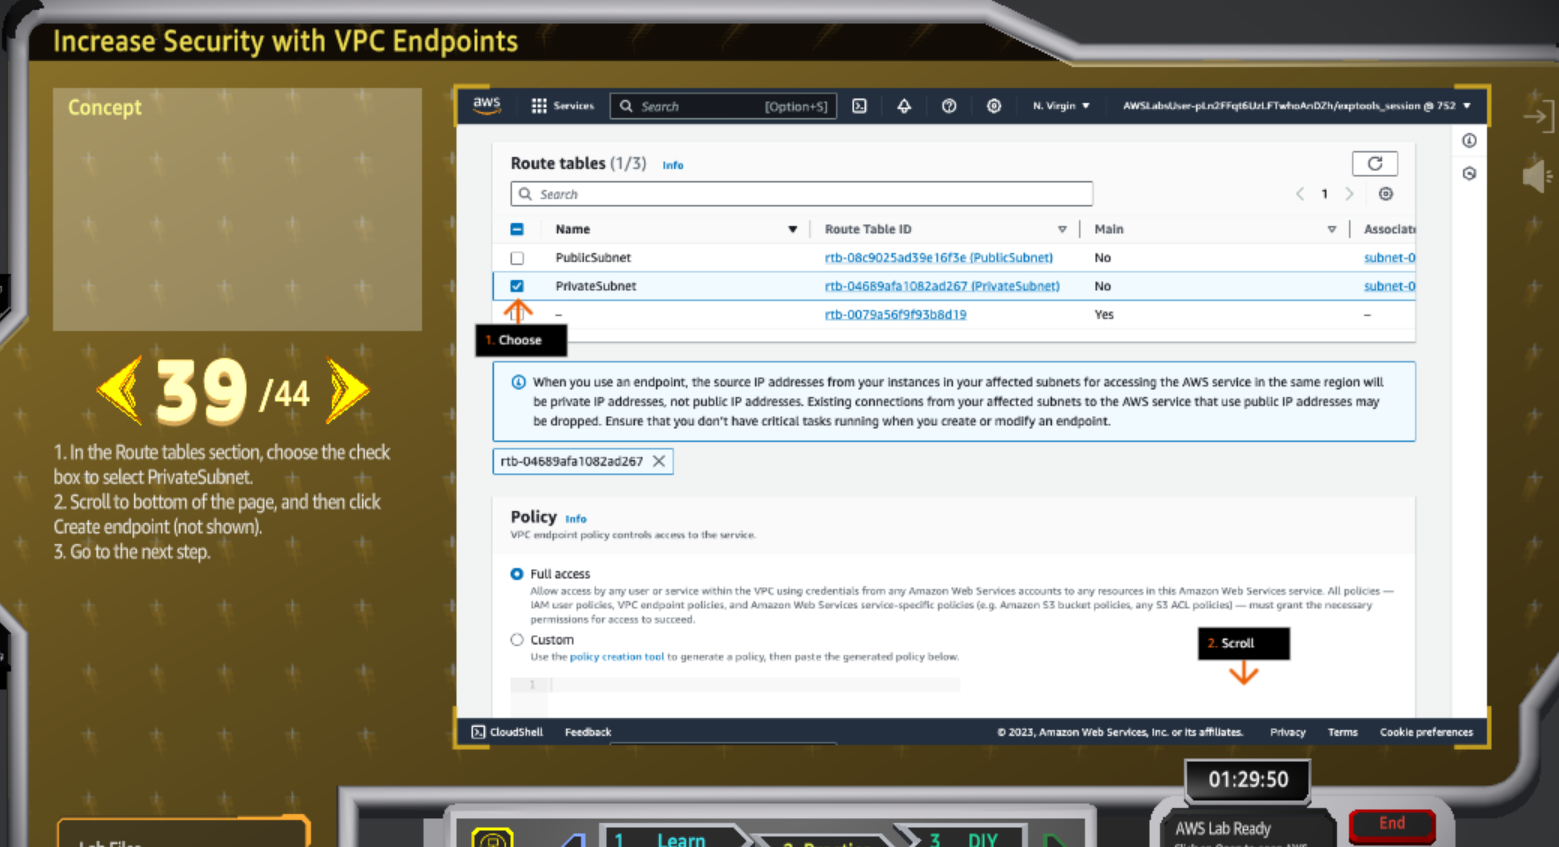 Increase Security with VPC Endpoints
Concept
39 /44
1. In the Route tables section, choose the check
box to select PrivateSubnet.
2. Scroll to bottom of the page, and then click
Create endpoint (not shown).
3. Go to the next step.
aws Services Search [Option+S] N. Virgin AWSLabsUser-pLn2FFqt6UzLFTwhoAnDZh/exptools_session @ 752
Route tables (1/3) Info
Search 1
Name Route Table ID Main Associat
PublicSubnet rtb-08c9025ad39e16f3e (PublicSubnet) No subnet-0
PrivateSubnet rtb-04689afa1082ad267 (PrivateSubnet) No subnet-0
– rtb-0079a56f9f93b8d19 Yes –
1. Choose
When you use an endpoint, the source IP addresses from your instances in your affected subnets for accessing the AWS service in the same region will
be private IP addresses, not public IP addresses. Existing connections from your affected subnets to the AWS service that use public IP addresses may
be dropped. Ensure that you don't have critical tasks running when you create or modify an endpoint.
rtb-04689afa1082ad267
Policy Info
VPC endpoint policy controls access to the service.
Full access
Allow access by any user or service within the VPC using credentials from any Amazon Web Services accounts to any resources in this Amazon Web Services service. All policies —
IAM user policies, VPC endpoint policies, and Amazon Web Services service-specific policies (e.g. Amazon S3 bucket policies, any S3 ACL policies) — must grant the necessary
permissions for access to succeed.
Custom
Use the policy creation tool to generate a policy, then paste the generated policy below.
2. Scroll
1
CloudShell Feedback © 2023, Amazon Web Services, Inc. or its affiliates. Privacy Terms Cookie preferences
01:29:50
Lab Files
1 Learn
3 DIY
AWS Lab Ready
End